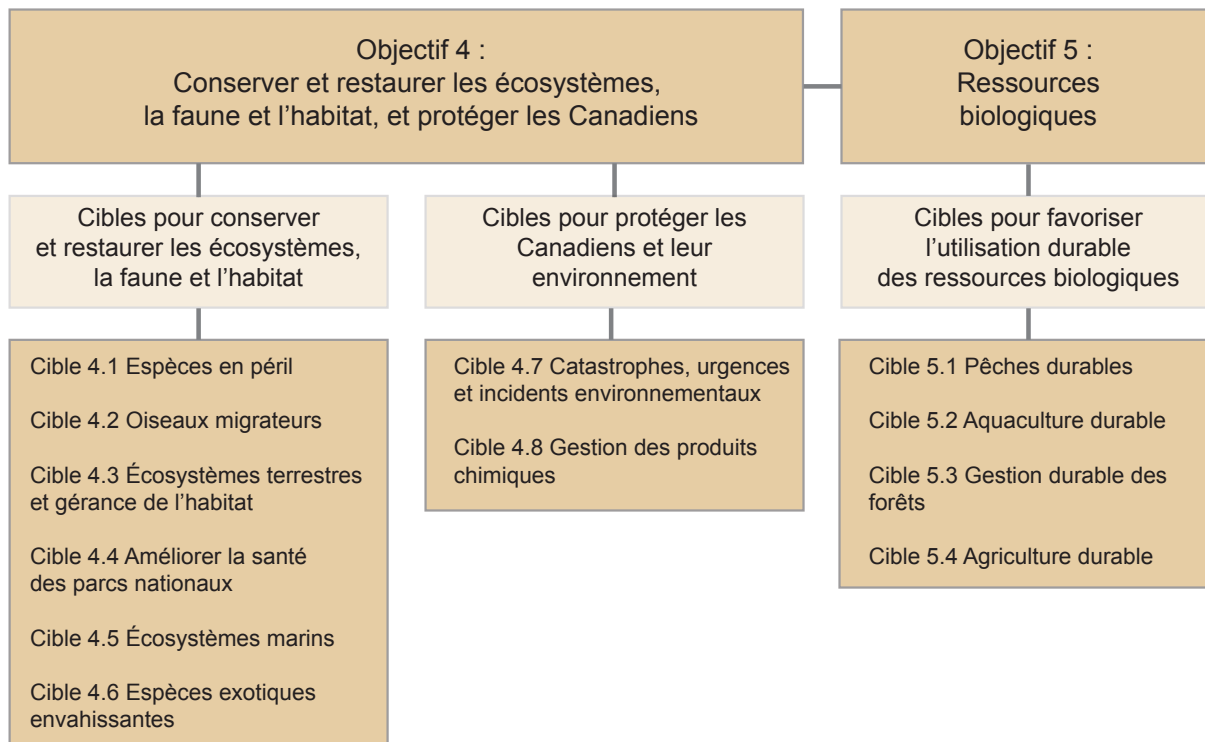 Objectif 4 :
Conserver et restaurer les écosystèmes,
la faune et l’habitat, et protéger les Canadiens
Objectif 5 :
Ressources
biologiques
Cibles pour conserver
et restaurer les écosystèmes,
la faune et l’habitat
Cibles pour protéger les
Canadiens et leur
environnement
Cibles pour favoriser
l’utilisation durable
des ressources biologiques
Cible 4.1 Espèces en péril
Cible 4.2 Oiseaux migrateurs
Cible 4.3 Écosystèmes terrestres
et gérance de l’habitat
Cible 4.4 Améliorer la santé
des parcs nationaux
Cible 4.5 Écosystèmes marins
Cible 4.6 Espèces exotiques
envahissantes
Cible 4.7 Catastrophes, urgences
et incidents environnementaux
Cible 4.8 Gestion des produits
chimiques
Cible 5.1 Pêches durables
Cible 5.2 Aquaculture durable
Cible 5.3 Gestion durable des
forêts
Cible 5.4 Agriculture durable